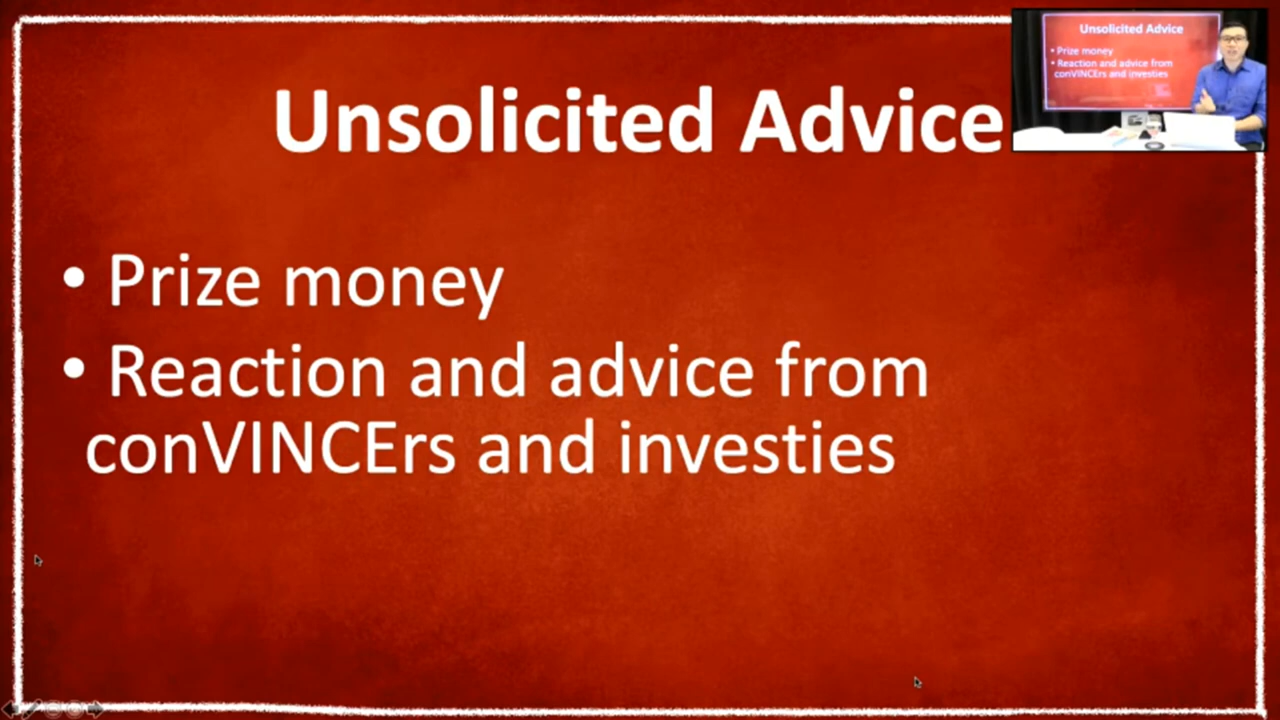 Unsolicited Advice
• Prize money
• Reaction and advice from
conVINCErs and investies
Unsolicited Advice
• Prize money
• Reaction and advice from
conVINCErs and investies